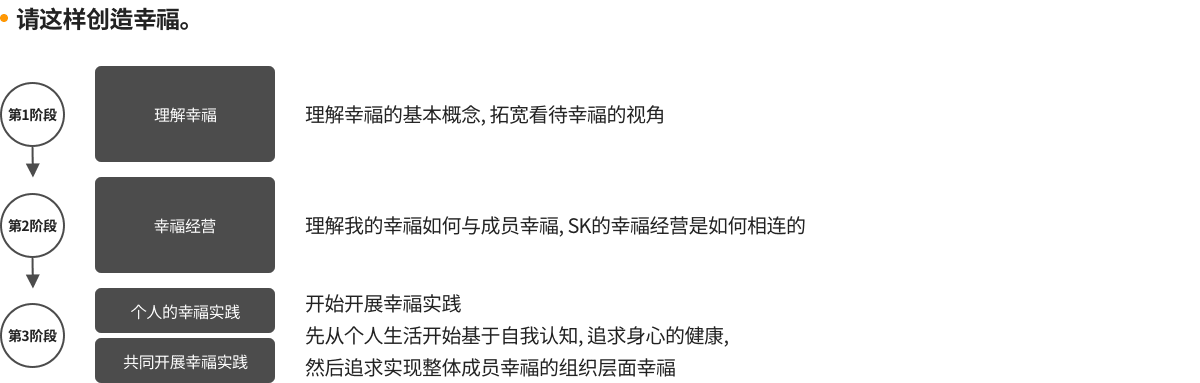 请这样创造幸福。
第1阶段
理解幸福
理解幸福的基本概念, 拓宽看待幸福的视角
第2阶段
幸福经营
理解我的幸福如何与成员幸福, SK的幸福经营是如何相连的
第3阶段
个人的幸福实践
共同开展幸福实践
开始开展幸福实践
先从个人生活开始基于自我认知, 追求身心的健康,
然后追求实现整体成员幸福的组织层面幸福